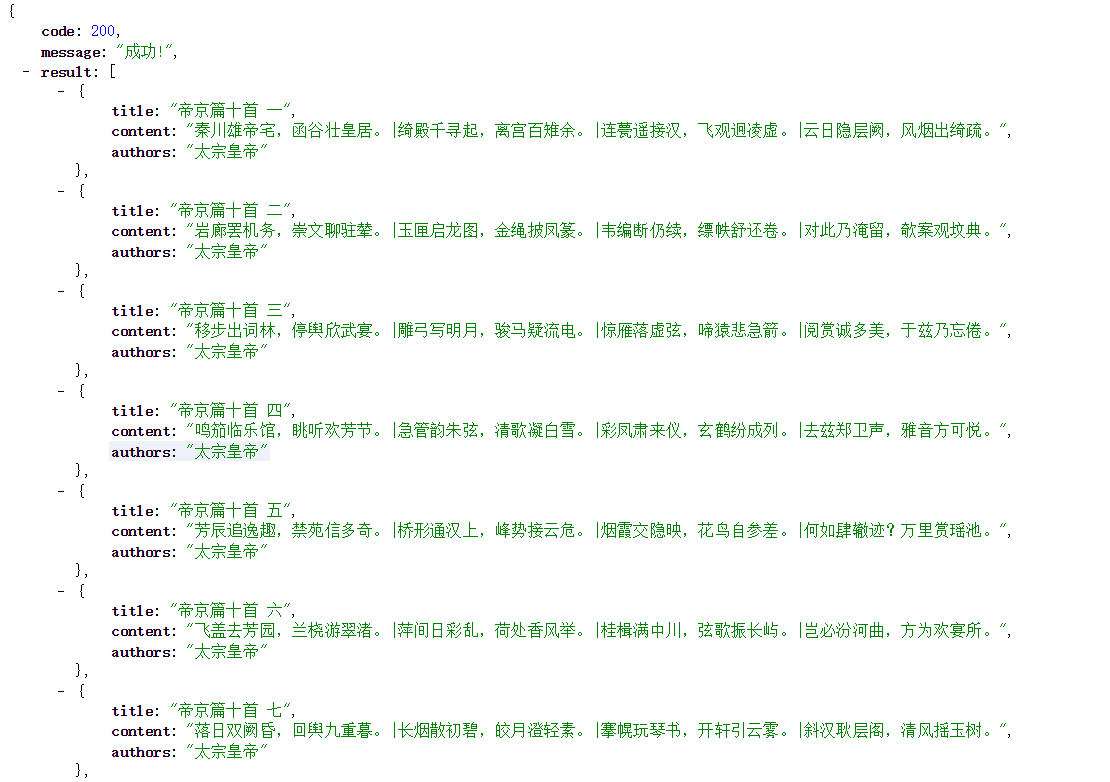 {
code: 200,
message: "成功!",
- result: [
- {
title: "帝京篇十首 一",
content: "秦川雄帝宅，函谷壮皇居。|绮殿千寻起，离宫百雉余。|连甍遥接汉，飞观迥凌虚。|云日隐层阙，风烟出绮疏。",
authors: "太宗皇帝"
},
- {
title: "帝京篇十首 二",
content: "岩廊罢机务，崇文聊驻辇。|玉匣启龙图，金绳披凤篆。|韦编断仍续，缥帙舒还卷。|对此乃淹留，欹案观坟典。",
authors: "太宗皇帝"
},
- {
title: "帝京篇十首 三",
content: "移步出词林，停舆欣武宴。|雕弓写明月，骏马疑流电。|惊雁落虚弦，啼猿悲急箭。|阅赏诚多美，于兹乃忘倦。",
authors: "太宗皇帝"
},
- {
title: "帝京篇十首 四",
content: "鸣笳临乐馆，眺听欢芳节。|急管韵朱弦，清歌凝白雪。|彩凤肃来仪，玄鹤纷成列。|去兹郑卫声，雅音方可悦。",
authors: "太宗皇帝"
},
- {
title: "帝京篇十首 五",
content: "芳辰追逸趣，禁苑信多奇。|桥形通汉上，峰势接云危。|烟霞交隐映，花鸟自参差。|何如肆辙迹？万里赏瑶池。",
authors: "太宗皇帝"
},
- {
title: "帝京篇十首 六",
content: "飞盖去芳园，兰桡游翠渚。|萍间日彩乱，荷处香风举。|桂楫满中川，弦歌振长屿。|岂必汾河曲，方为欢宴所。",
authors: "太宗皇帝"
},
- {
title: "帝京篇十首 七",
content: "落日双阙昏，回舆九重暮。|长烟散初碧，皎月澄轻素。|搴幌玩琴书，开轩引云雾。|斜汉耿层阁，清风摇玉树。",
authors: "太宗皇帝"
},